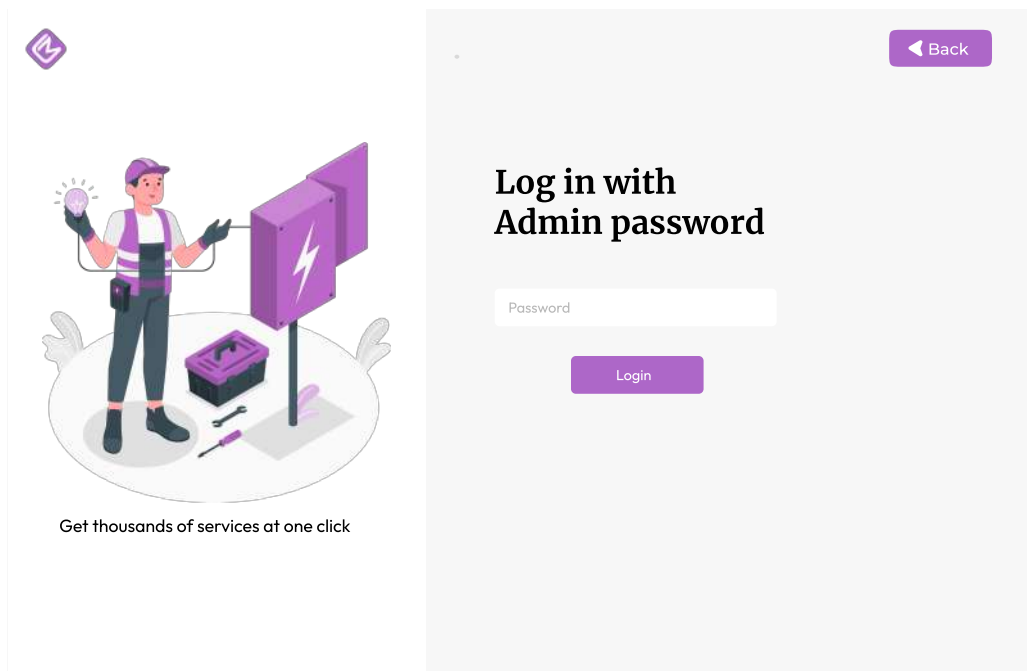 Back
Log in with
Admin password
Password
Login
Get thousands of services at one click